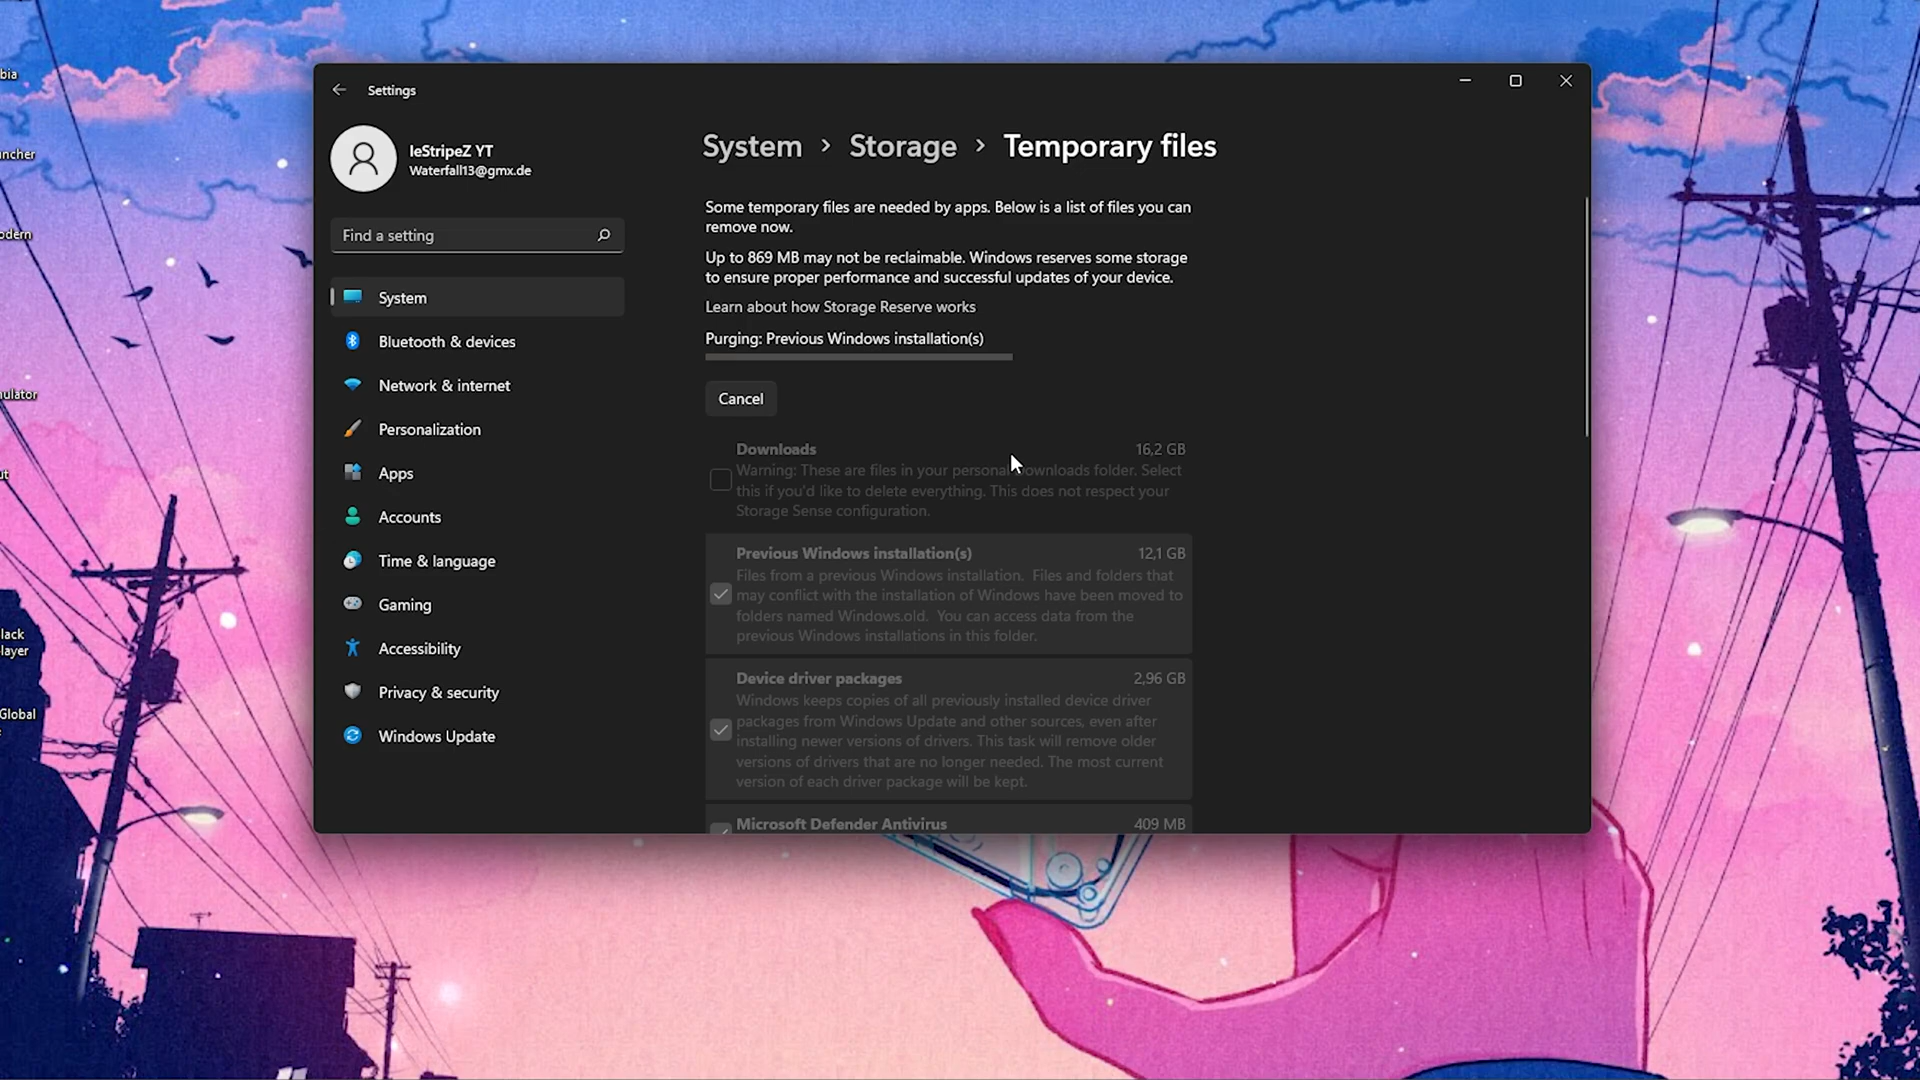 bia
ncher
odern
nulator
ut
lack
layer
Global
Settings
leStripeZ YT
Waterfall13@gmx.de
Find a setting
System
Bluetooth & devices
Network & internet
Personalization
Apps
Accounts
Time & language
Gaming
Accessibility
Privacy & security
Windows Update
System > Storage > Temporary files
Some temporary files are needed by apps. Below is a list of files you can
remove now.
Up to 869 MB may not be reclaimable. Windows reserves some storage
to ensure proper performance and successful updates of your device.
Learn about how Storage Reserve works
Purging: Previous Windows installation(s)
Cancel
Downloads 16,2 GB
Warning: These are files in your personal Downloads folder. Select
this if you'd like to delete everything. This does not respect your
Storage Sense configuration.
Previous Windows installation(s) 12,1 GB
Files from a previous Windows installation. Files and folders that
may conflict with the installation of Windows have been moved to
folders named Windows.old. You can access data from the
previous Windows installations in this folder.
Device driver packages 2,96 GB
Windows keeps copies of all previously installed device driver
packages from Windows Update and other sources, even after
installing newer versions of drivers. This task will remove older
versions of drivers that are no longer needed. The most current
version of each driver package will be kept.
Microsoft Defender Antivirus 409 MB